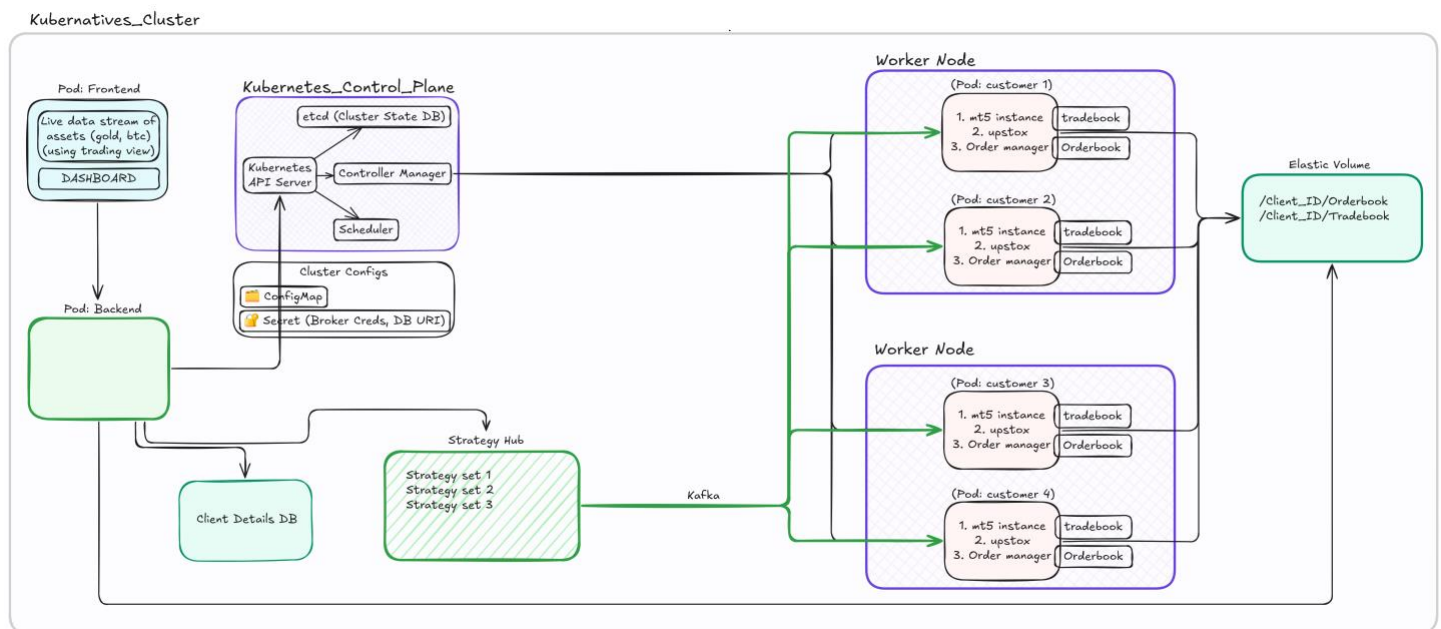 Kubernatives_Cluster
Pod: Frontend
Live data stream of
assets (gold, btc)
(using trading view)
DASHBOARD
Kubernetes_Control_Plane
etcd (Cluster State DB)
Kubernetes
API Server
Controller Manager
Scheduler
Cluster Configs
ConfigMap
Secret (Broker Creds, DB URI)
Pod: Backend
Client Details DB
Strategy Hub
Strategy set 1
Strategy set 2
Strategy set 3
Kafka
Worker Node
(Pod: customer 1)
1. mt5 instance
2. upstox
3. Order manager
tradebook
Orderbook
(Pod: customer 2)
1. mt5 instance
2. upstox
3. Order manager
tradebook
Orderbook
Worker Node
(Pod: customer 3)
1. mt5 instance
2. upstox
3. Order manager
tradebook
Orderbook
(Pod: customer 4)
1. mt5 instance
2. upstox
3. Order manager
tradebook
Orderbook
Elastic Volume
/Client_ID/Orderbook
/Client_ID/Tradebook